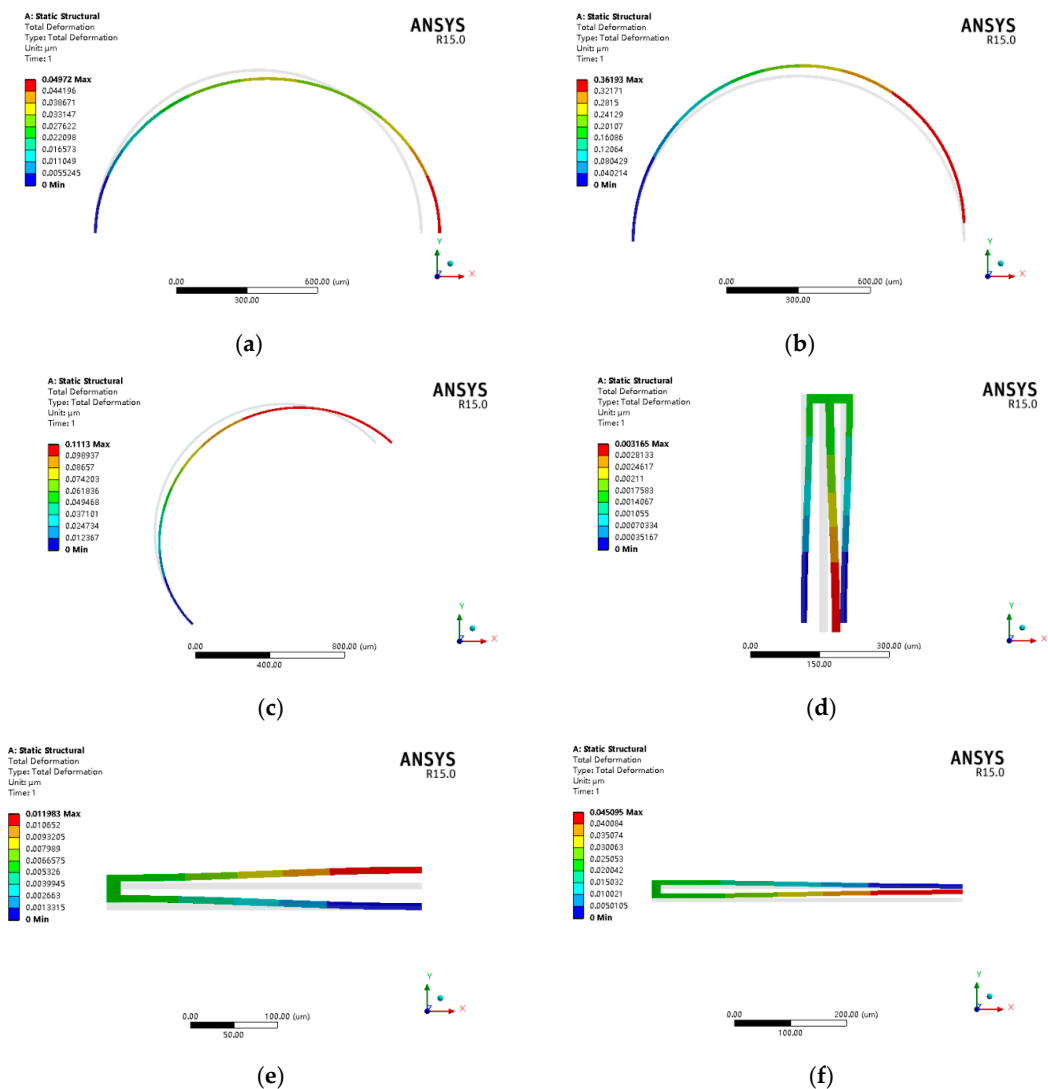 A: Static Structural
Total Deformation
Type: Total Deformation
Unit: µm
Time: 1
ANSYS
R15.0
0.04972 Max
0.044196
0.038671
0.033147
0.027622
0.022098
0.016573
0.011049
0.0055245
0 Min
Y
X
Z
0.00
600.00 (um)
300.00
(a)
A: Static Structural
Total Deformation
Type: Total Deformation
Unit: µm
Time: 1
ANSYS
R15.0
0.36193 Max
0.32171
0.2815
0.24129
0.20107
0.16086
0.12064
0.080429
0.040214
0 Min
Y
X
Z
0.00
600.00 (um)
300.00
(b)
A: Static Structural
Total Deformation
Type: Total Deformation
Unit: µm
Time: 1
ANSYS
R15.0
0.1113 Max
0.098937
0.08657
0.074203
0.061836
0.049468
0.037101
0.024734
0.012367
0 Min
Y
X
Z
0.00
800.00 (um)
400.00
(c)
A: Static Structural
Total Deformation
Type: Total Deformation
Unit: µm
Time: 1
ANSYS
R15.0
0.003165 Max
0.0028133
0.0024617
0.00211
0.0017583
0.0014067
0.001055
0.00070334
0.00035167
0 Min
Y
X
Z
0.00
300.00 (um)
150.00
(d)
A: Static Structural
Total Deformation
Type: Total Deformation
Unit: µm
Time: 1
ANSYS
R15.0
0.011983 Max
0.010652
0.0093205
0.007989
0.0066575
0.005326
0.0039945
0.002663
0.0013315
0 Min
Y
X
Z
0.00
100.00 (um)
50.00
(e)
A: Static Structural
Total Deformation
Type: Total Deformation
Unit: µm
Time: 1
ANSYS
R15.0
0.045095 Max
0.040084
0.035074
0.030063
0.025053
0.020042
0.015032
0.010021
0.0050105
0 Min
Y
X
Z
0.00
200.00 (um)
100.00
(f)